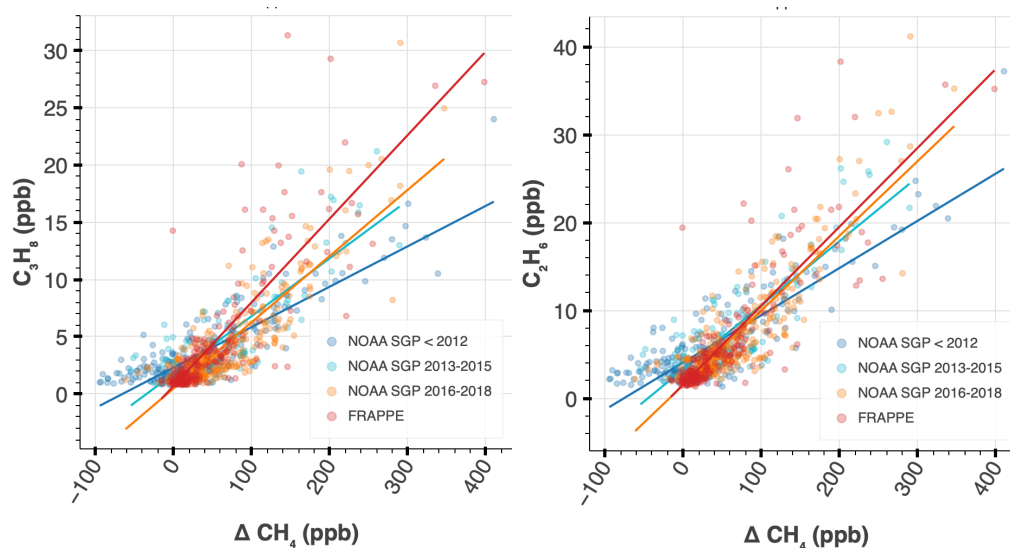 30
25
20
15
10
5
0
C₃H₈ (ppb)
−100
0
100
200
300
400
Δ CH₄ (ppb)
NOAA SGP < 2012
NOAA SGP 2013-2015
NOAA SGP 2016-2018
FRAPPE
40
30
20
10
0
C₂H₆ (ppb)
−100
0
100
200
300
400
Δ CH₄ (ppb)
NOAA SGP < 2012
NOAA SGP 2013-2015
NOAA SGP 2016-2018
FRAPPE